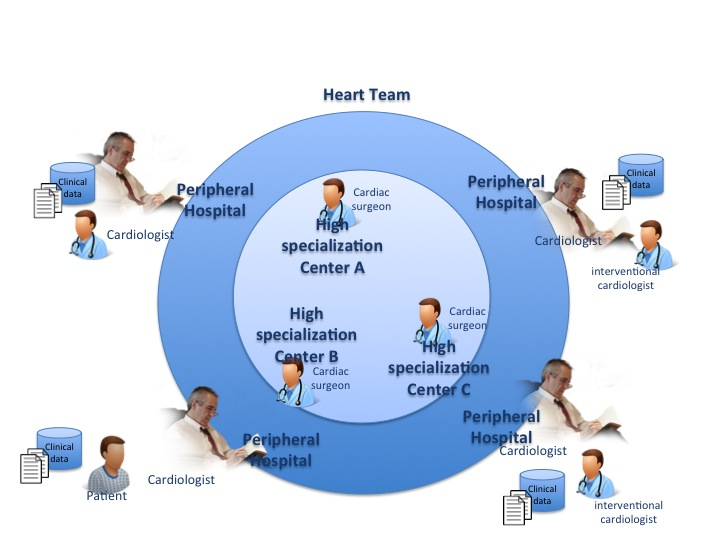 Heart Team
Clinical
data
Cardiologist
Peripheral
Hospital
Cardiac
surgeon
High
specialization
Center A
Peripheral
Hospital
Clinical
data
Cardiologist
interventional
cardiologist
High
specialization
Center B
Cardiac
surgeon
Cardiac
surgeon
High
specialization
Center C
Clinical
data
Patient
Cardiologist
Peripheral
Hospital
Peripheral
Hospital
Cardiologist
Clinical
data
interventional
cardiologist